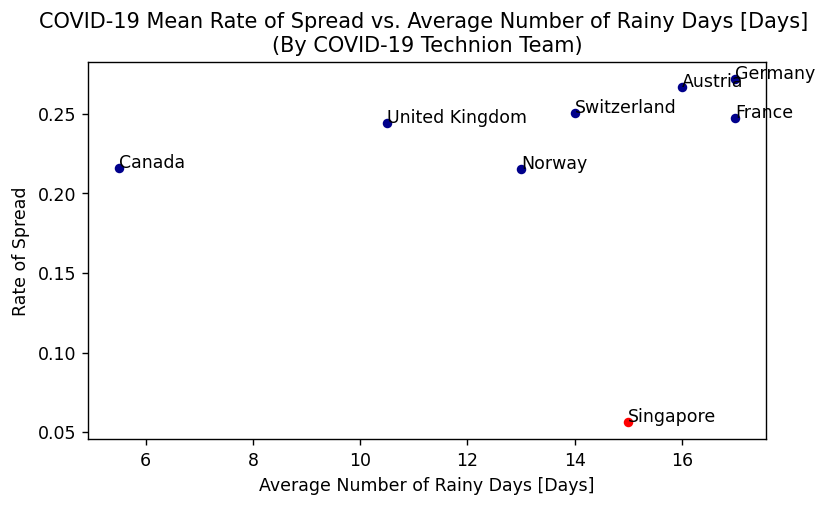 COVID-19 Mean Rate of Spread vs. Average Number of Rainy Days [Days]
(By COVID-19 Technion Team)
Germany
Austria
0.25
France
Switzerland
United Kingdom
Canada
Norway
0.20
Rate of Spread
0.15
0.10
Singapore
0.05
6 8 10 12 14 16
Average Number of Rainy Days [Days]